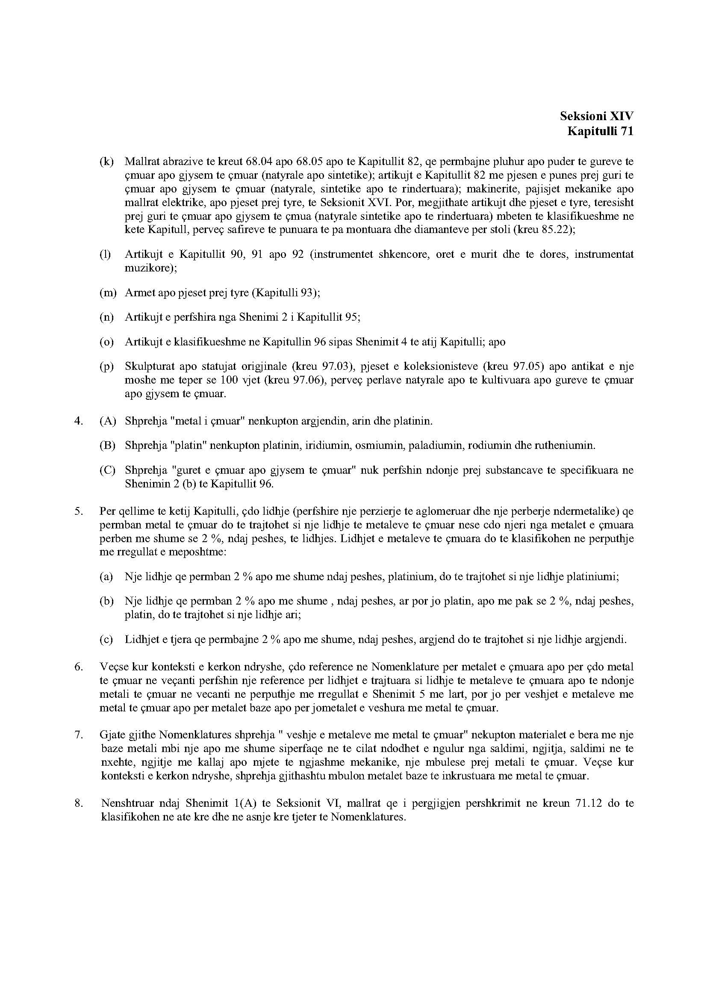 Seksioni XIV
Kapitulli 71
(k) Mallrat abrazive te kreut 68.04 apo 68.05 apo te Kapitullit 82, qe permbajne pluhur apo puder te gureve te
çmuar apo gjysem te çmuar (natyrale apo sintetike); artikujt e Kapitullit 82 me pjesen e punes prej guri te
çmuar apo gjysem te çmuar (natyrale, sintetike apo te rindertuara); makinerite, pajisjet mekanike apo
mallrat elektrike, apo pjeset prej tyre, te Seksionit XVI. Por, megjithate artikujt dhe pjeset e tyre, teresisht
prej guri te çmuar apo gjysem te çmua (natyrale sintetike apo te rindertuara) mbeten te klasifikueshme ne
kete Kapitull, perveç safireve te punuara te pa montuara dhe diamanteve per stoli (kreu 85.22);
(l) Artikujt e Kapitullit 90, 91 apo 92 (instrumentet shkencore, oret e murit dhe te dores, instrumentat
muzikore);
(m) Armet apo pjeset prej tyre (Kapitulli 93);
(n) Artikujt e perfshira nga Shenimi 2 i Kapitullit 95;
(o) Artikujt e klasifikueshme ne Kapitullin 96 sipas Shenimit 4 te atij Kapitulli; apo
(p) Skulpturat apo statujat origjinale (kreu 97.03), pjeset e koleksionisteve (kreu 97.05) apo antikat e nje
moshe me teper se 100 vjet (kreu 97.06), perveç perlave natyrale apo te kultivuara apo gureve te çmuar
apo gjysem te çmuar.
4. (A) Shprehja "metal i çmuar" nenkupton argjendin, arin dhe platinin.
(B) Shprehja "platin" nenkupton platinin, iridiumin, osmiumin, paladiumin, rodiumin dhe rutheniumin.
(C) Shprehja "guret e çmuar apo gjysem te çmuar" nuk perfshin ndonje prej substancave te specifikuara ne
Shenimin 2 (b) te Kapitullit 96.
5. Per qellime te ketij Kapitulli, çdo lidhje (perfshire nje perzierje te aglomeruar dhe nje perberje ndermetalike) qe
permban metal te çmuar do te trajtohet si nje lidhje te metaleve te çmuar nese cdo njeri nga metalet e çmuara
perben me shume se 2 %, ndaj peshes, te lidhjes. Lidhjet e metaleve te çmuara do te klasifikohen ne perputhje
me rregullat e meposhtme:
(a) Nje lidhje qe permban 2 % apo me shume ndaj peshes, platinium, do te trajtohet si nje lidhje platiniumi;
(b) Nje lidhje qe permban 2 % apo me shume , ndaj peshes, ar por jo platin, apo me pak se 2 %, ndaj peshes,
platin, do te trajtohet si nje lidhje ari;
(c) Lidhjet e tjera qe permbajne 2 % apo me shume, ndaj peshes, argjend do te trajtohet si nje lidhje argjendi.
6. Veçse kur konteksti e kerkon ndryshe, çdo reference ne Nomenklature per metalet e çmuara apo per çdo metal
te çmuar ne veçanti perfshin nje reference per lidhjet e trajtuara si lidhje te metaleve te çmuara apo te ndonje
metali te çmuar ne vecanti ne perputhje me rregullat e Shenimit 5 me lart, por jo per veshjet e metaleve me
metal te çmuar apo per metalet baze apo per jometalet e veshura me metal te çmuar.
7. Gjate gjithe Nomenklatures shprehja " veshje e metaleve me metal te çmuar" nekupton materialet e bera me nje
baze metali mbi nje apo me shume siperfaqe ne te cilat ndodhet e ngulur nga saldimi, ngjitja, saldimi ne te
nxehte, ngjitje me kallaj apo mjete te ngjashme mekanike, nje mbulese prej metali te çmuar. Veçse kur
konteksti e kerkon ndryshe, shprehja gjithashtu mbulon metalet baze te inkrustuara me metal te çmuar.
8. Nenshtruar ndaj Shenimit 1(A) te Seksionit VI, mallrat qe i pergjigjen pershkrimit ne kreun 71.12 do te
klasifikohen ne ate kre dhe ne asnje kre tjeter te Nomenklatures.